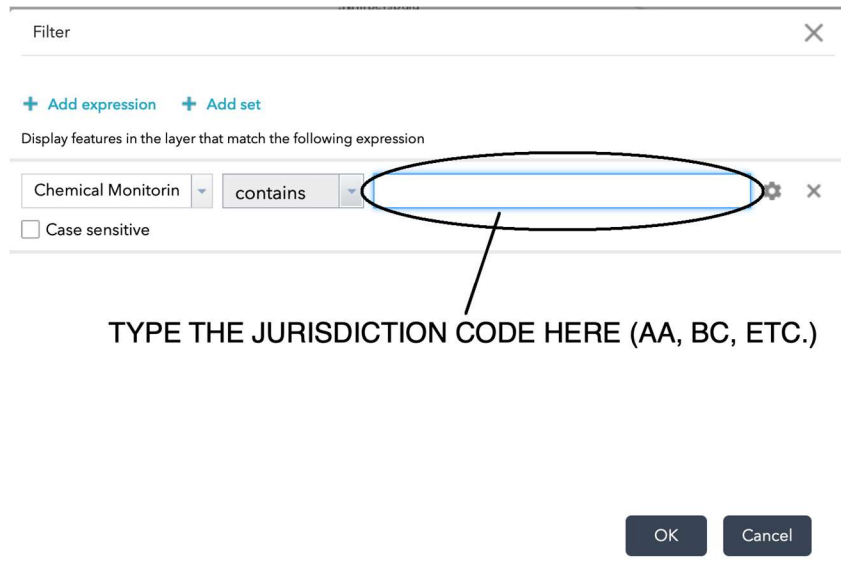 Filter
+ Add expression + Add set
Display features in the layer that match the following expression
Chemical Monitorin contains
Case sensitive
TYPE THE JURISDICTION CODE HERE (AA, BC, ETC.)
OK Cancel